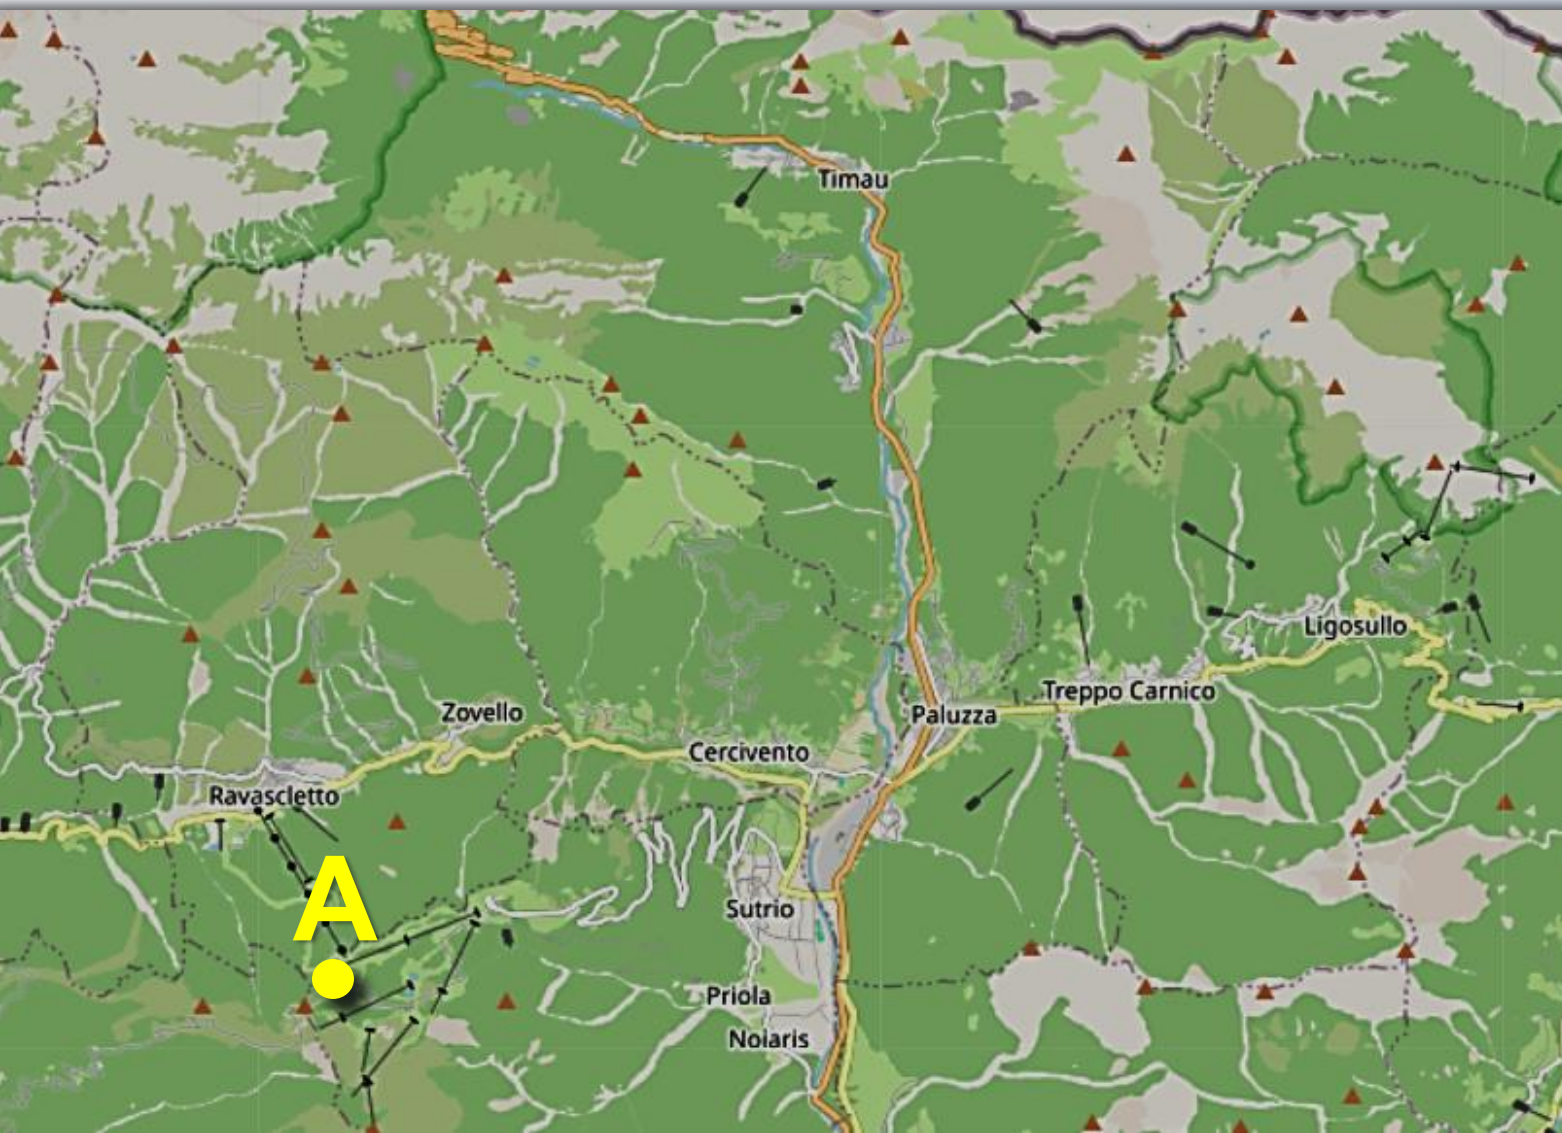 Timau
Ligosullo
Treppo Carnico
Zovello
Paluzza
Cercivento
Ravascletto
A
Sutrio
Priola
Noiaris